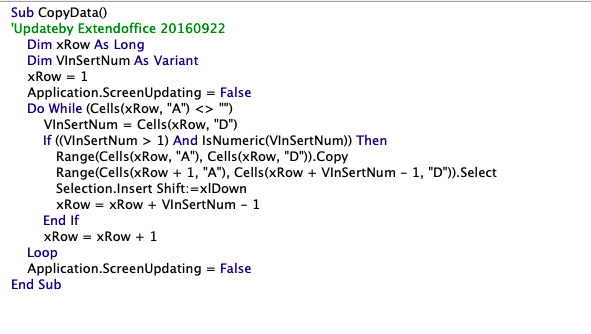 Sub CopyData()
'Updateby Extendoffice 20160922
    Dim xRow As Long
    Dim VInSertNum As Variant
    xRow = 1
    Application.ScreenUpdating = False
    Do While (Cells(xRow, "A") <> "")
        VInSertNum = Cells(xRow, "D")
        If ((VInSertNum > 1) And IsNumeric(VInSertNum)) Then
            Range(Cells(xRow, "A"), Cells(xRow, "D")).Copy
            Range(Cells(xRow + 1, "A"), Cells(xRow + VInSertNum - 1, "D")).Select
            Selection.Insert Shift:=xlDown
            xRow = xRow + VInSertNum - 1
        End If
        xRow = xRow + 1
    Loop
    Application.ScreenUpdating = False
End Sub